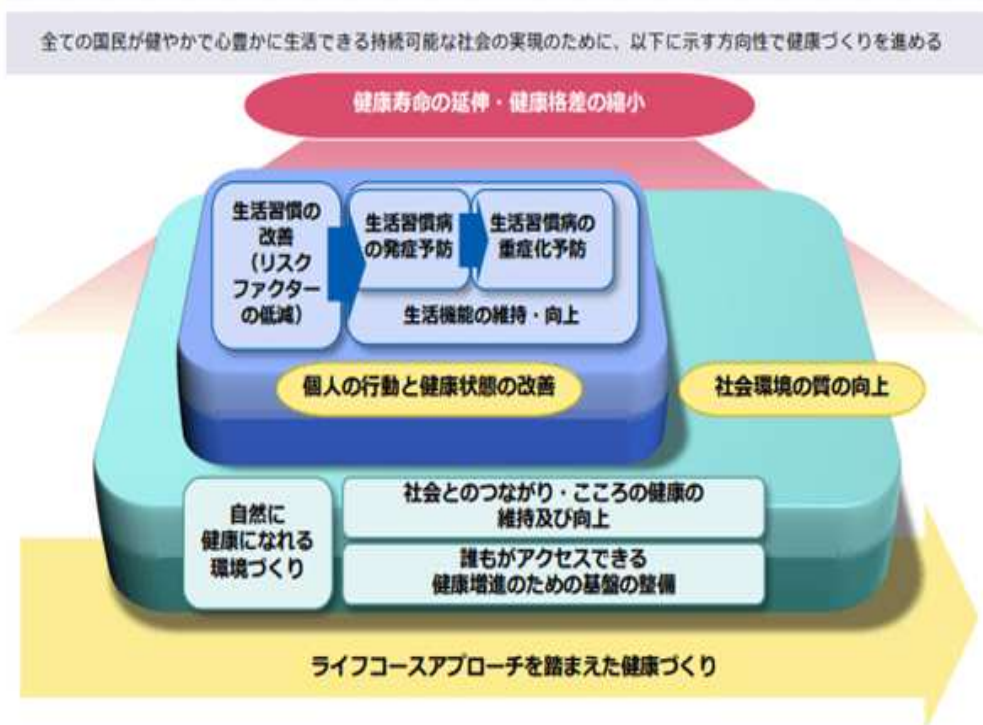 全ての国民が健やかで心豊かに生活できる持続可能な社会の実現のために、以下に示す方向性で健康づくりを進める
健康寿命の延伸・健康格差の縮小
生活習慣の
改善
（リスク
ファクター
の低減）
生活習慣病
の発症予防
生活習慣病の
重症化予防
生活機能の維持・向上
個人の行動と健康状態の改善
社会環境の質の向上
自然に
健康になれる
環境づくり
社会とのつながり・こころの健康の
維持及び向上
誰もがアクセスできる
健康増進のための基盤の整備
ライフコースアプローチを踏まえた健康づくり